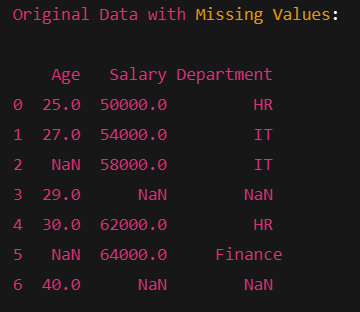 Original Data with Missing Values:
    Age   Salary Department
0  25.0  50000.0         HR
1  27.0  54000.0         IT
2   NaN  58000.0         IT
3  29.0      NaN        NaN
4  30.0  62000.0         HR
5   NaN  64000.0     Finance
6  40.0      NaN        NaN